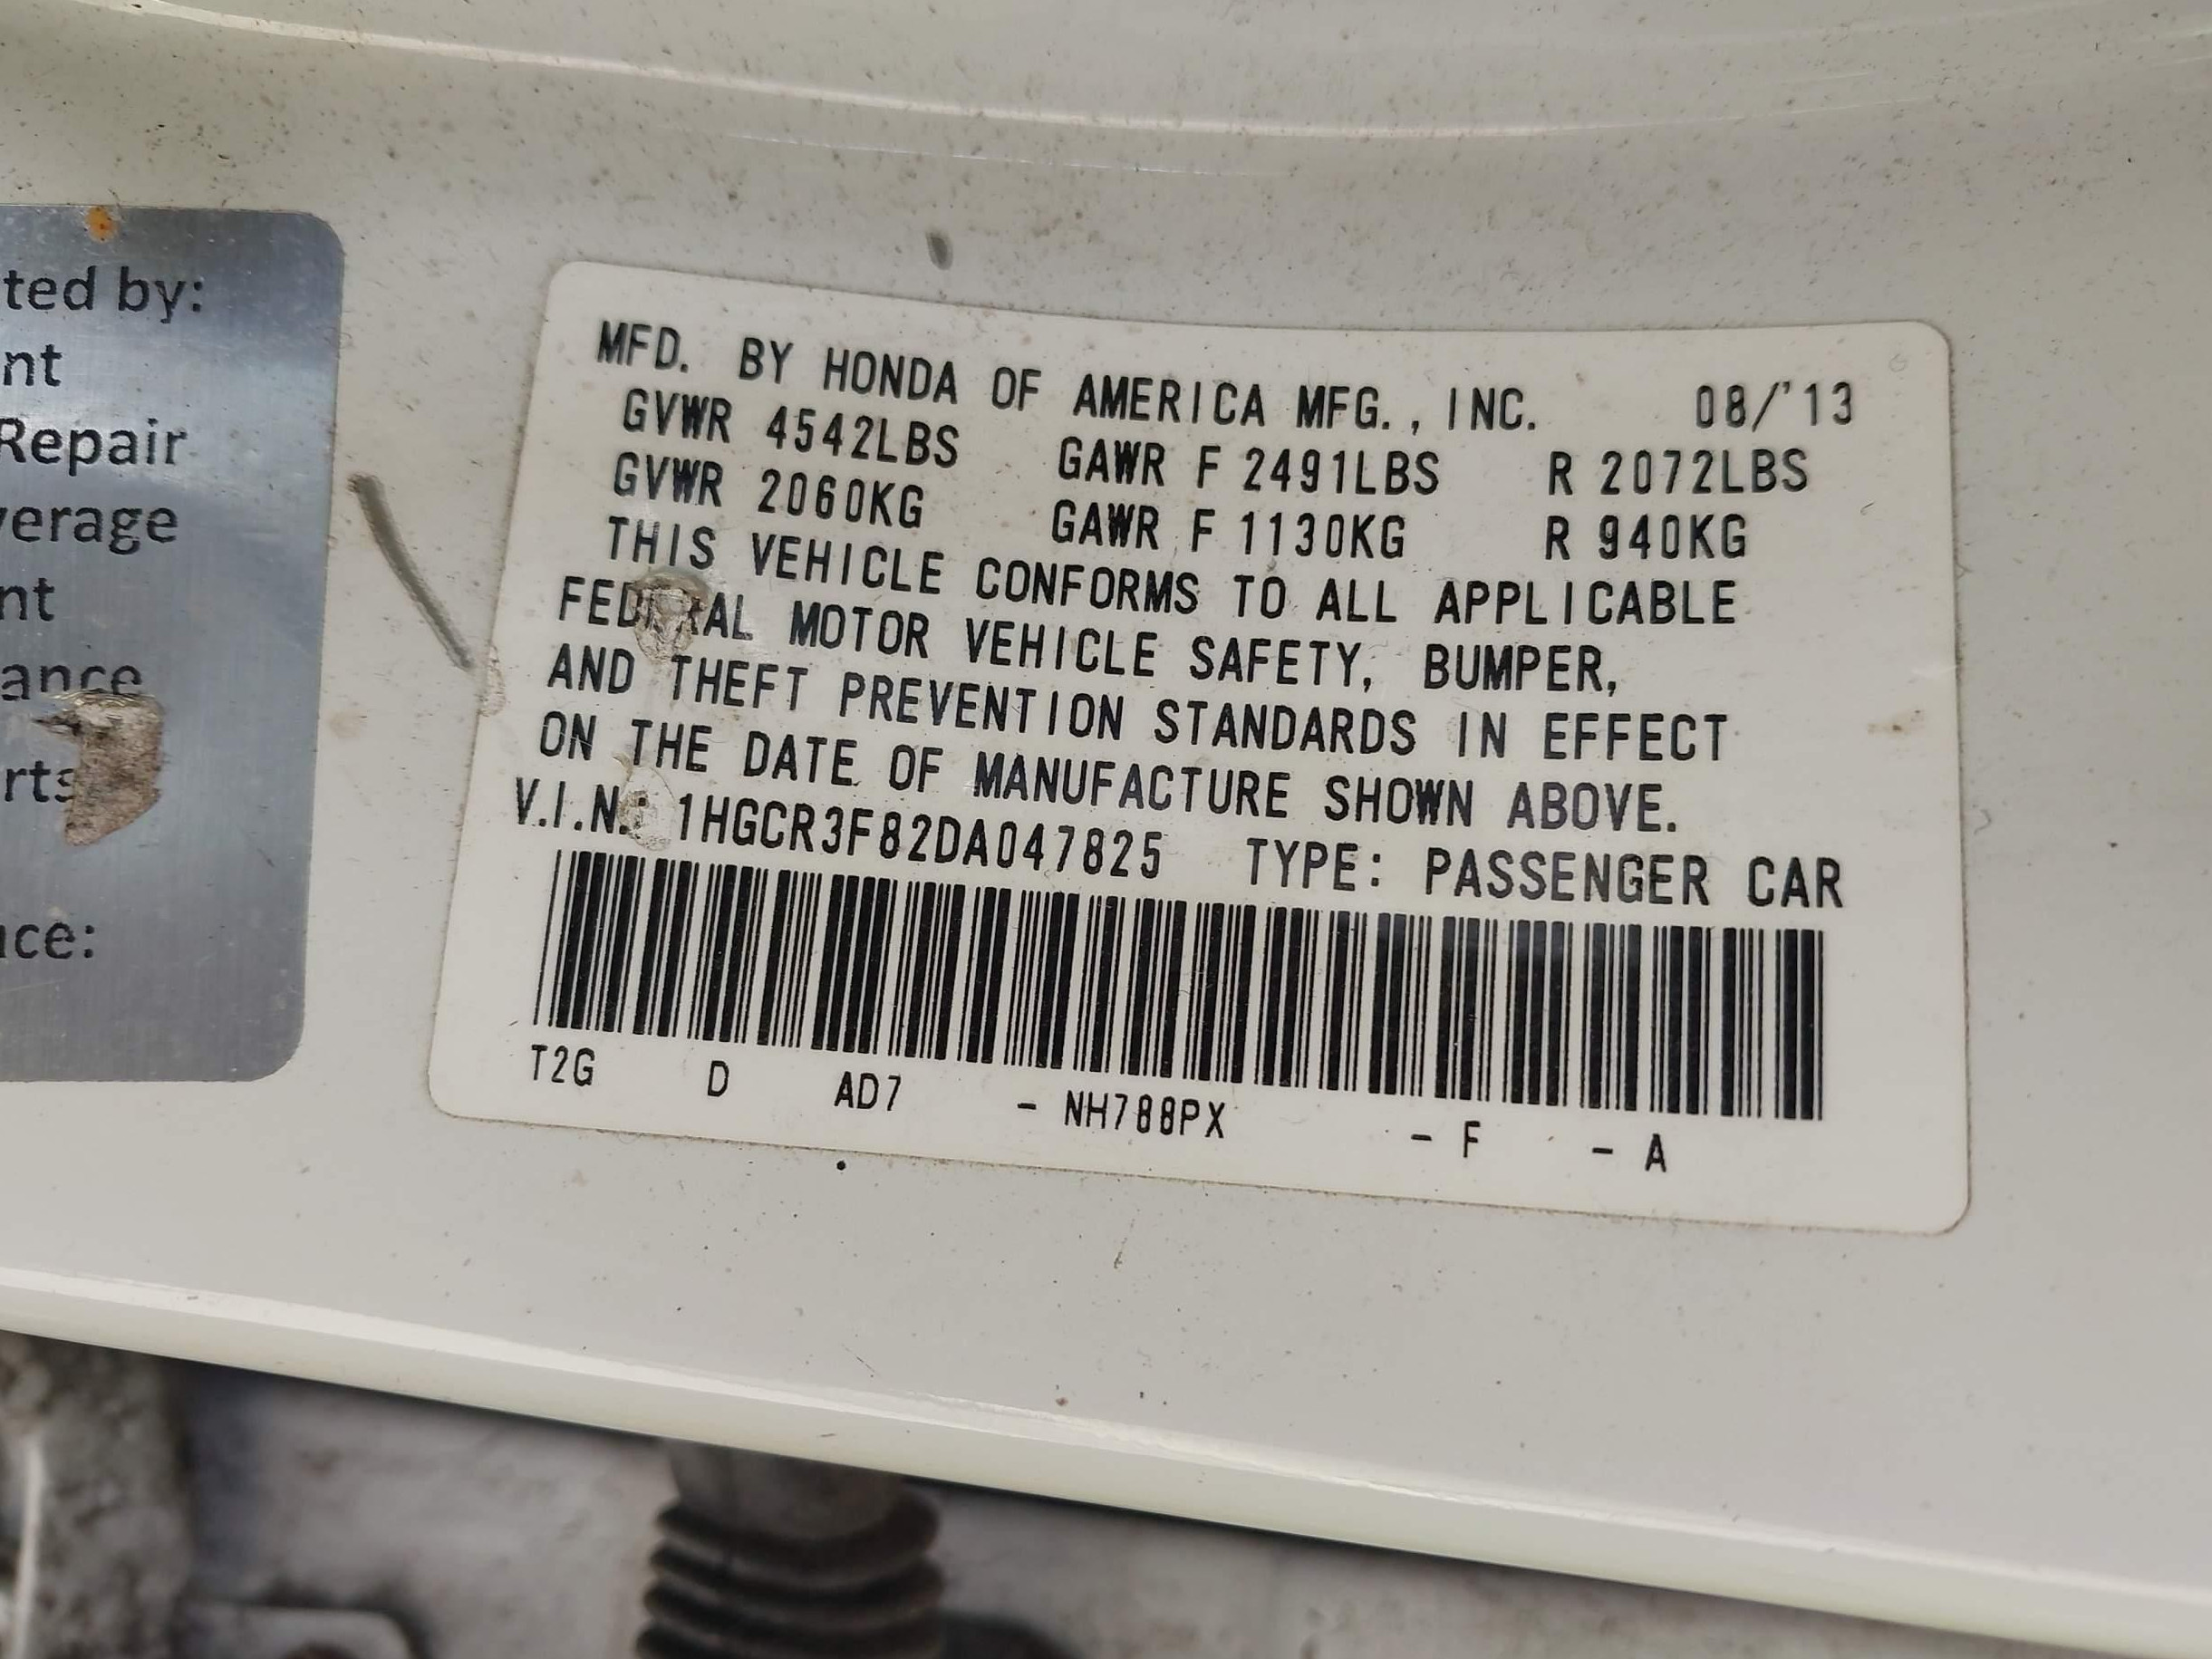 ted by:
nt
Repair
verage
nt
ance
rts
ce:
MFD. BY HONDA OF AMERICA MFG., INC. 08/'13
GVWR 4542LBS GAWR F 2491LBS R 2072LBS
GVWR 2060KG GAWR F 1130KG R 940KG
THIS VEHICLE CONFORMS TO ALL APPLICABLE
FEDERAL MOTOR VEHICLE SAFETY, BUMPER,
AND THEFT PREVENTION STANDARDS IN EFFECT
ON THE DATE OF MANUFACTURE SHOWN ABOVE.
V.I.N.: 1HGCR3F82DA047825 TYPE: PASSENGER CAR
T2G D AD7 - NH788PX - F - A